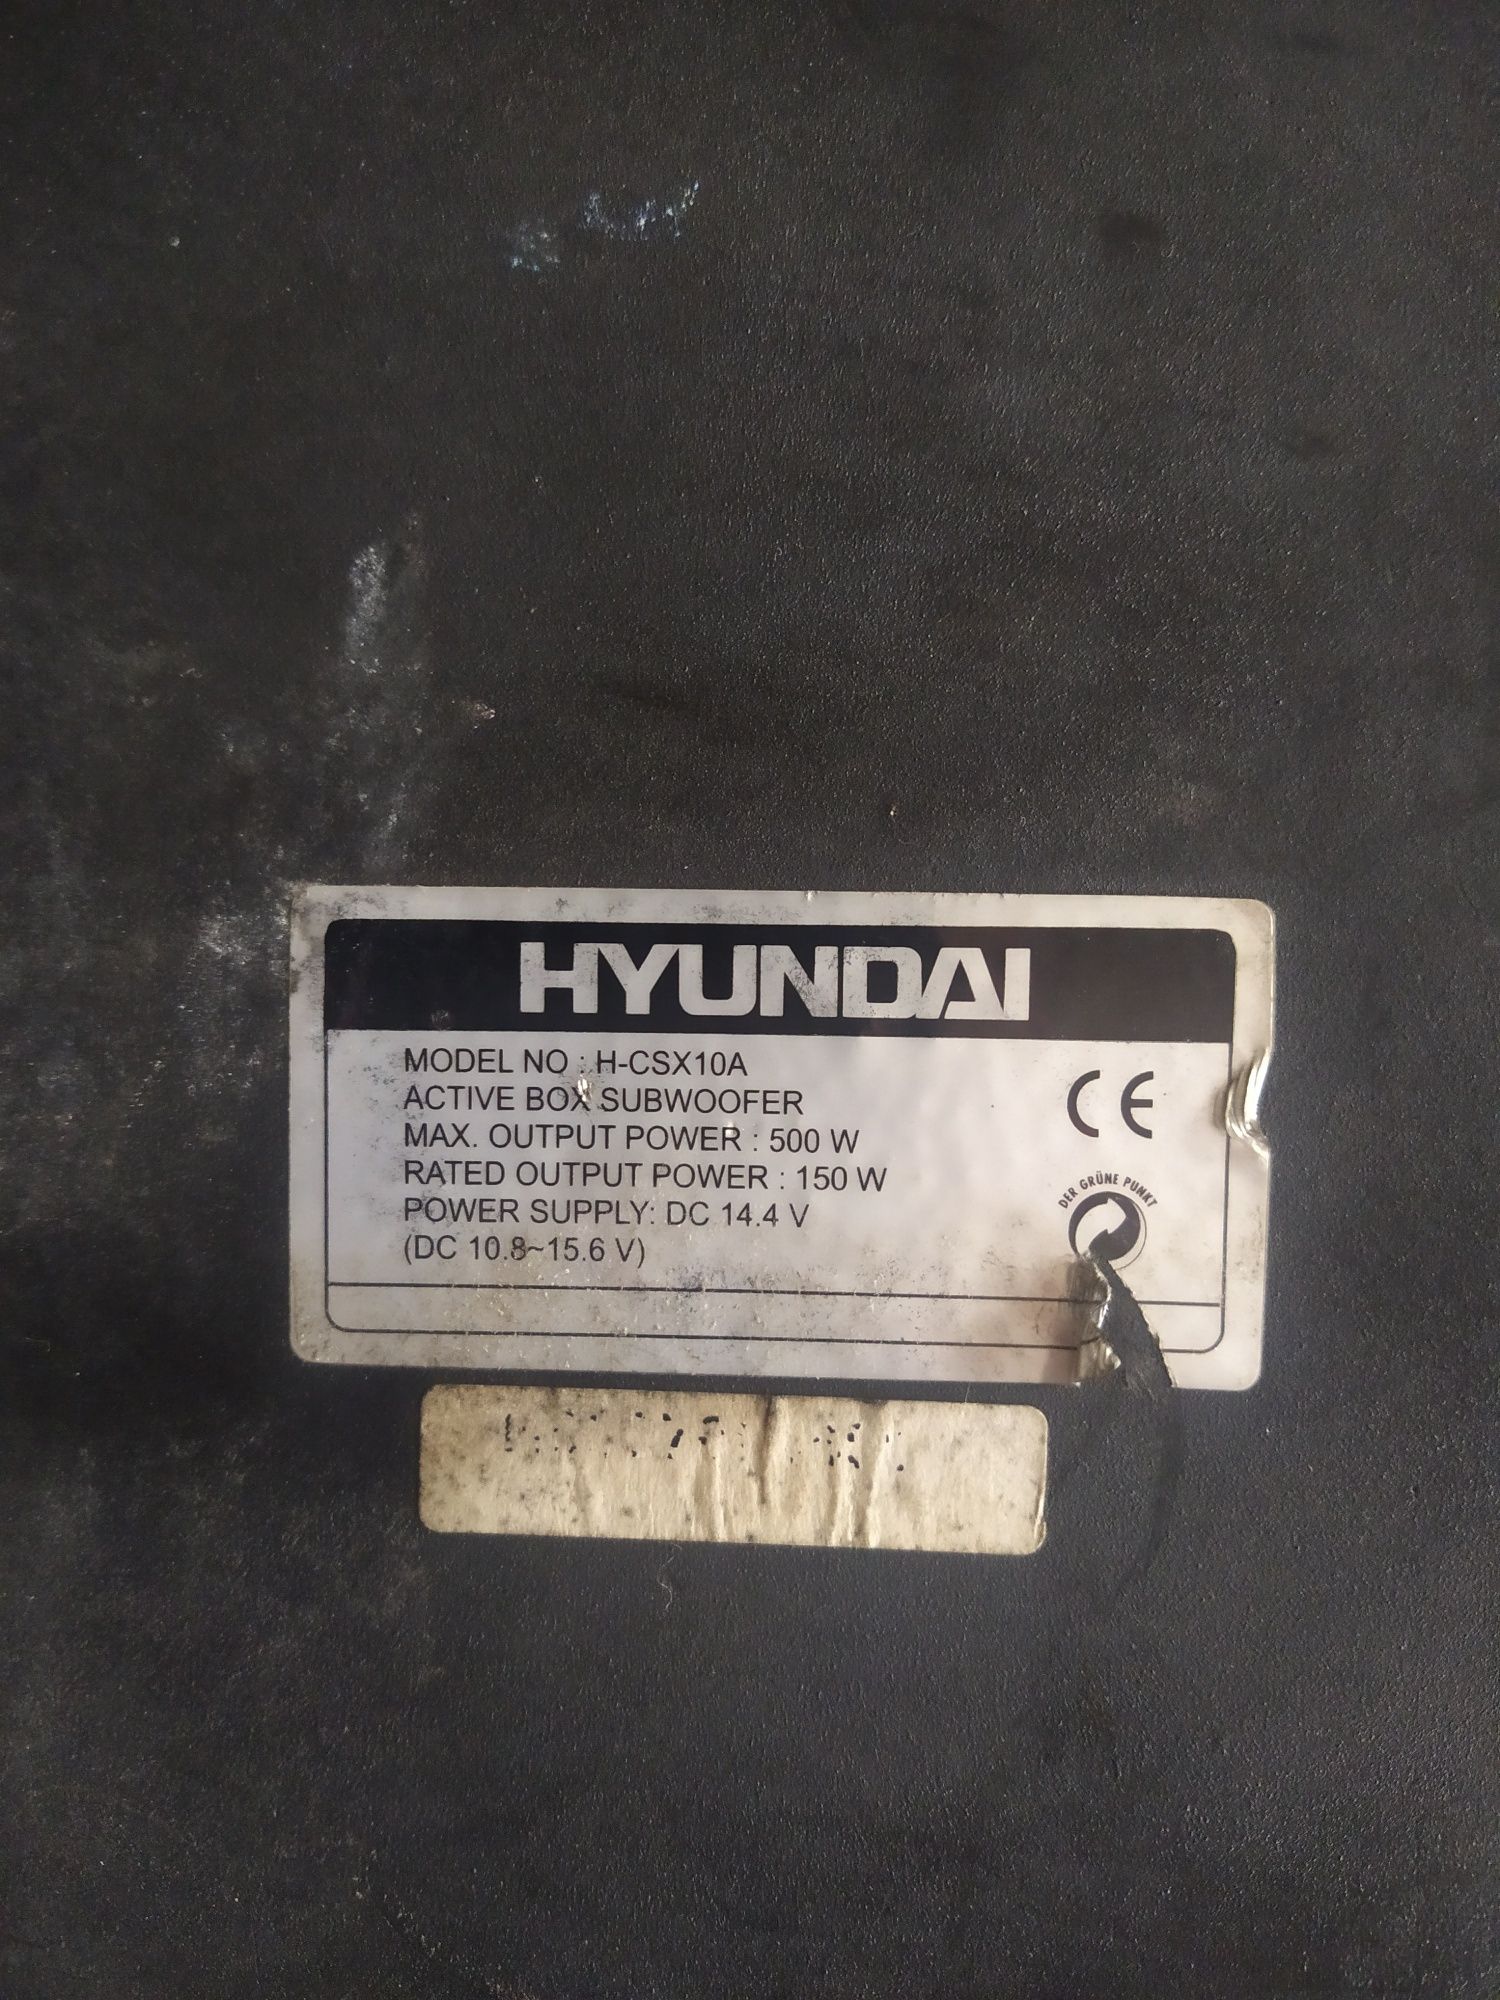 HYUNDAI
MODEL NO : H-CSX10A
ACTIVE BOX SUBWOOFER
MAX. OUTPUT POWER : 500 W
RATED OUTPUT POWER : 150 W
POWER SUPPLY: DC 14.4 V
(DC 10.8~15.6 V)
CE
DER GRÜNE PUNKT